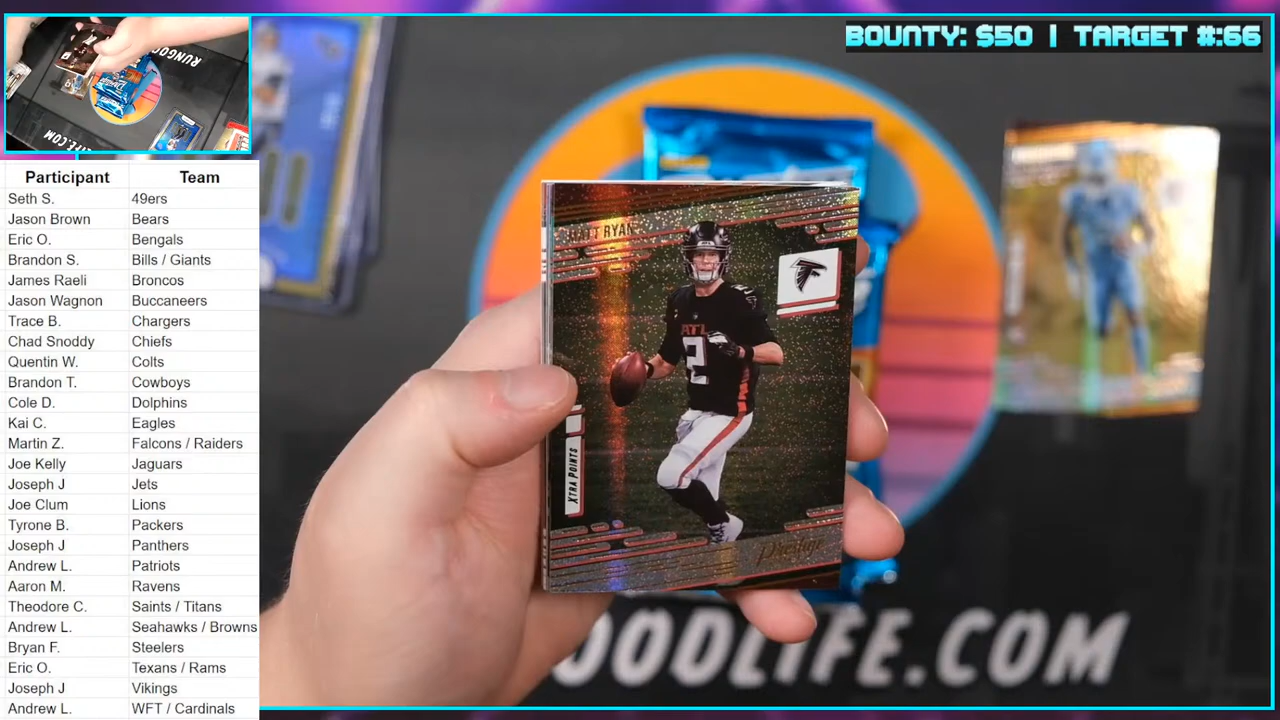 BOUNTY: $50 | TARGET #:66
RUNGOO
.COM
Participant Team
Seth S. 49ers
Jason Brown Bears
Eric O. Bengals
Brandon S. Bills / Giants
James Raeli Broncos
Jason Wagnon Buccaneers
Trace B. Chargers
Chad Snoddy Chiefs
Quentin W. Colts
Brandon T. Cowboys
Cole D. Dolphins
Kai C. Eagles
Martin Z. Falcons / Raiders
Joe Kelly Jaguars
Joseph J Jets
Joe Clum Lions
Tyrone B. Packers
Joseph J Panthers
Andrew L. Patriots
Aaron M. Ravens
Theodore C. Saints / Titans
Andrew L. Seahawks / Browns
Bryan F. Steelers
Eric O. Texans / Rams
Joseph J Vikings
Andrew L. WFT / Cardinals
MATT RYAN
ATL
2
XTRA POINTS
Prestige
GOODLIFE.COM